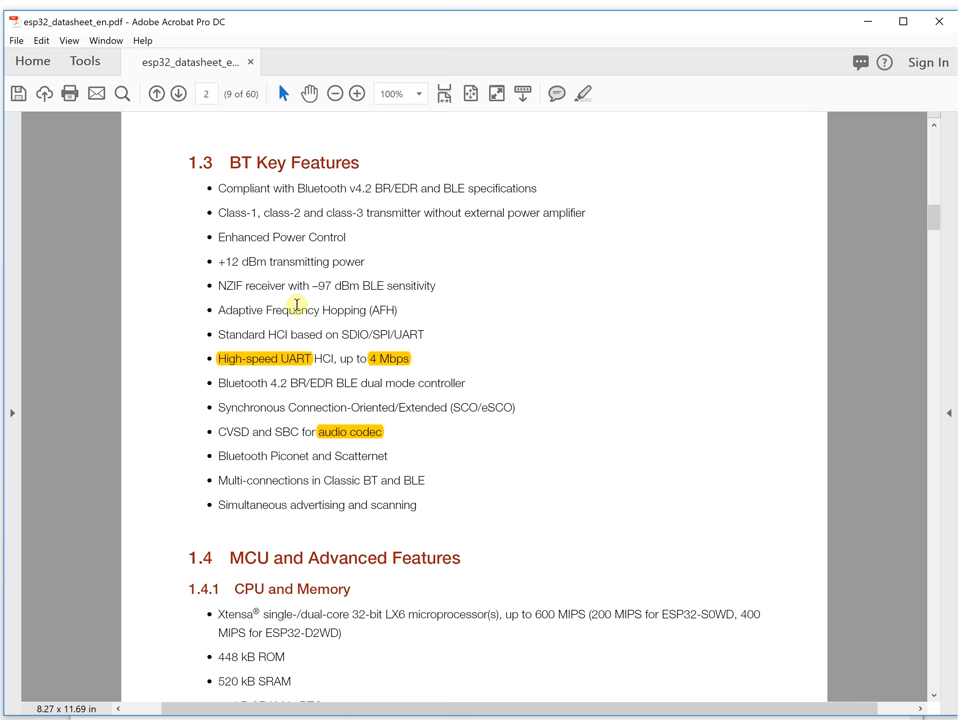 esp32_datasheet_en.pdf - Adobe Acrobat Pro DC
File Edit View Window Help
Home Tools esp32_datasheet_e... × Sign In
2 (9 of 60) 100%
1.3 BT Key Features
• Compliant with Bluetooth v4.2 BR/EDR and BLE specifications
• Class-1, class-2 and class-3 transmitter without external power amplifier
• Enhanced Power Control
• +12 dBm transmitting power
• NZIF receiver with –97 dBm BLE sensitivity
• Adaptive Frequency Hopping (AFH)
• Standard HCI based on SDIO/SPI/UART
• High-speed UART HCI, up to 4 Mbps
• Bluetooth 4.2 BR/EDR BLE dual mode controller
• Synchronous Connection-Oriented/Extended (SCO/eSCO)
• CVSD and SBC for audio codec
• Bluetooth Piconet and Scatternet
• Multi-connections in Classic BT and BLE
• Simultaneous advertising and scanning
1.4 MCU and Advanced Features
1.4.1 CPU and Memory
• Xtensa® single-/dual-core 32-bit LX6 microprocessor(s), up to 600 MIPS (200 MIPS for ESP32-S0WD, 400
MIPS for ESP32-D2WD)
• 448 kB ROM
• 520 kB SRAM
8.27 x 11.69 in